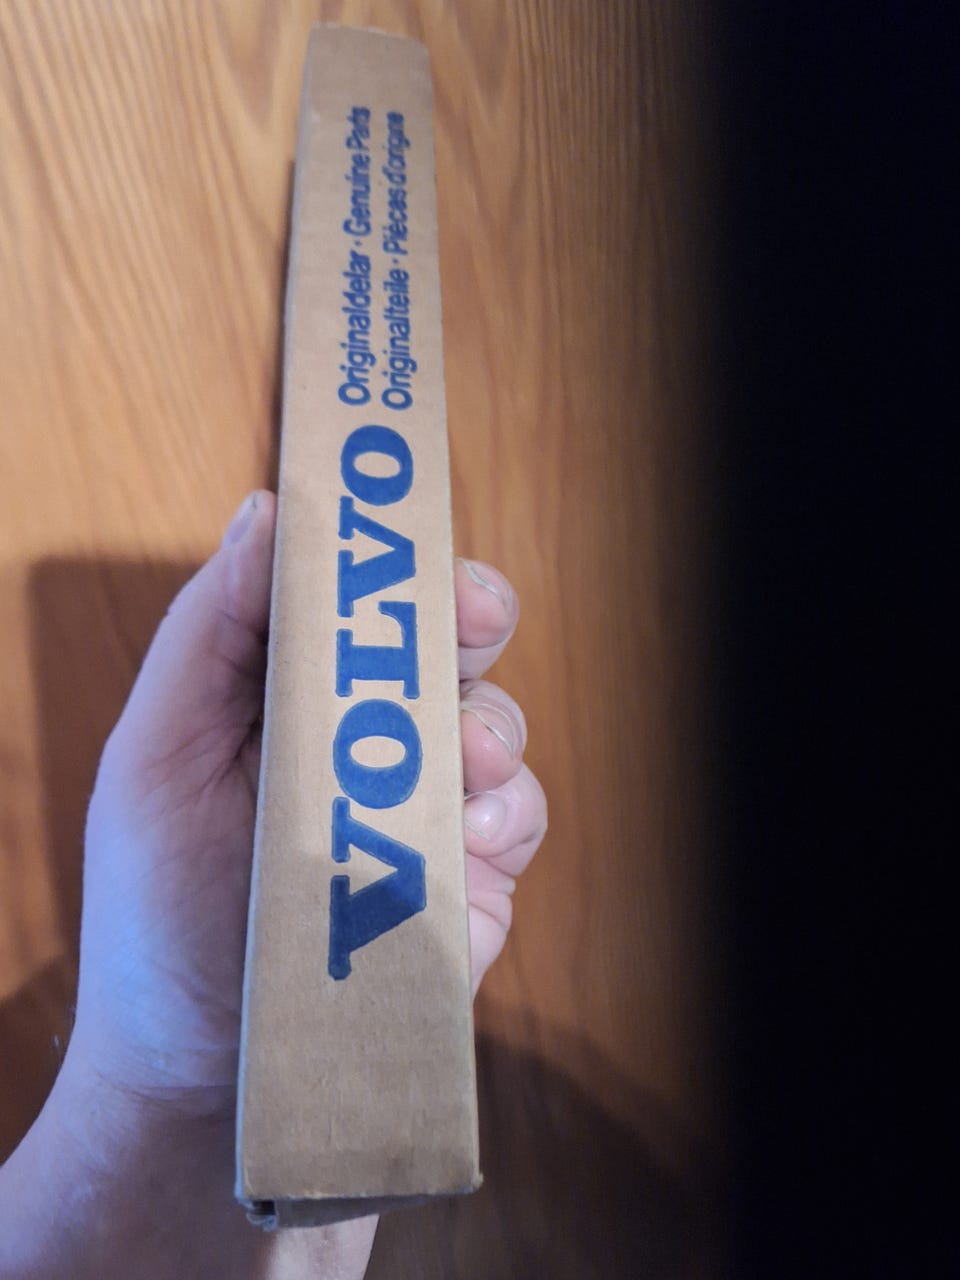 VOLVO
Originaldelar · Genuine Parts
Originalteile · Pièces d'origine